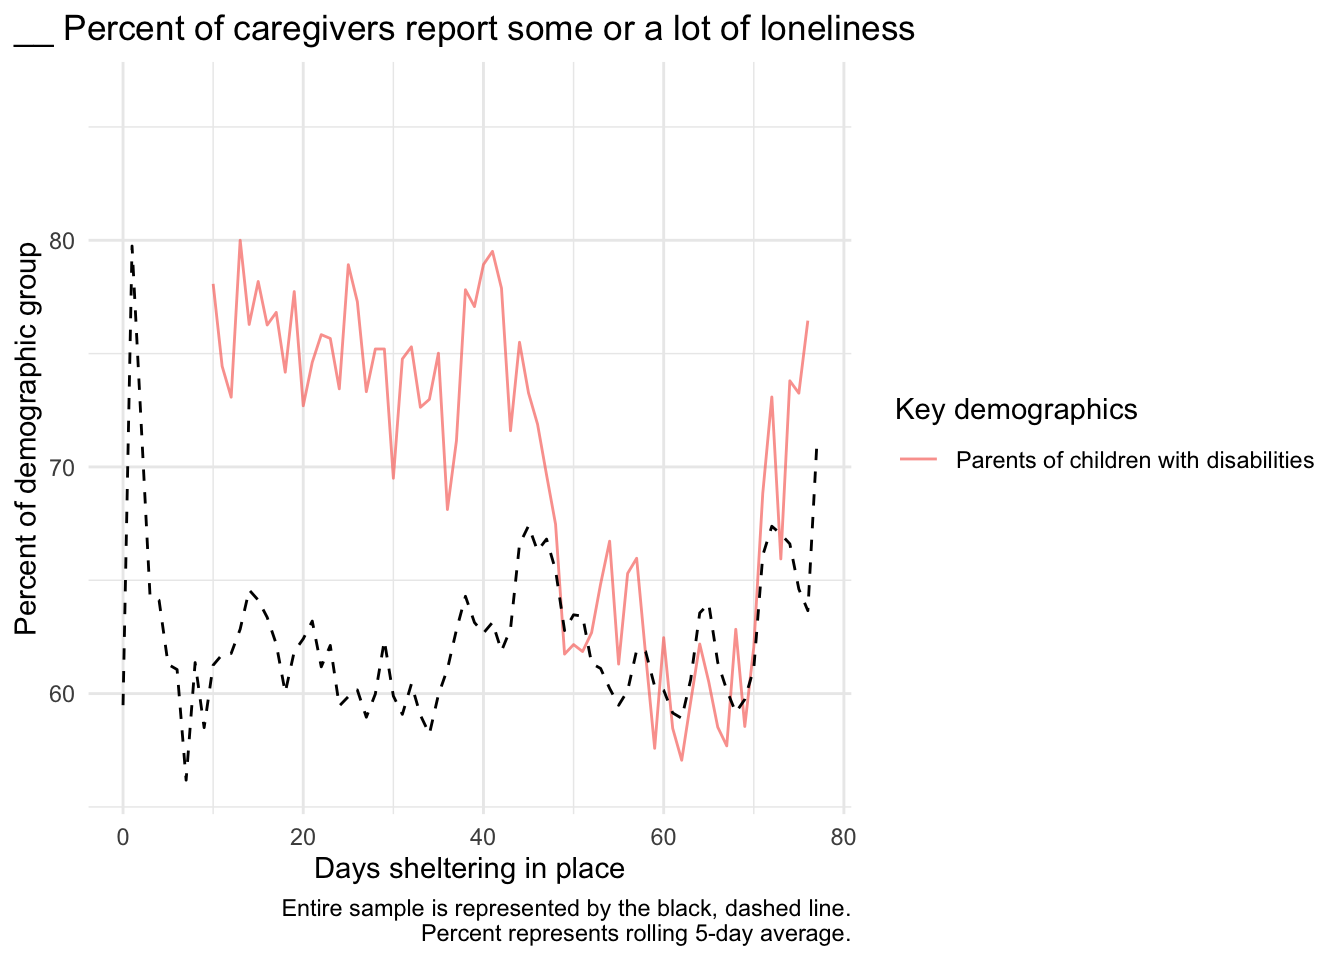 __ Percent of caregivers report some or a lot of loneliness
Percent of demographic group
80
70
60
0 20 40 60 80
Days sheltering in place
Key demographics
Parents of children with disabilities
Entire sample is represented by the black, dashed line.
Percent represents rolling 5-day average.